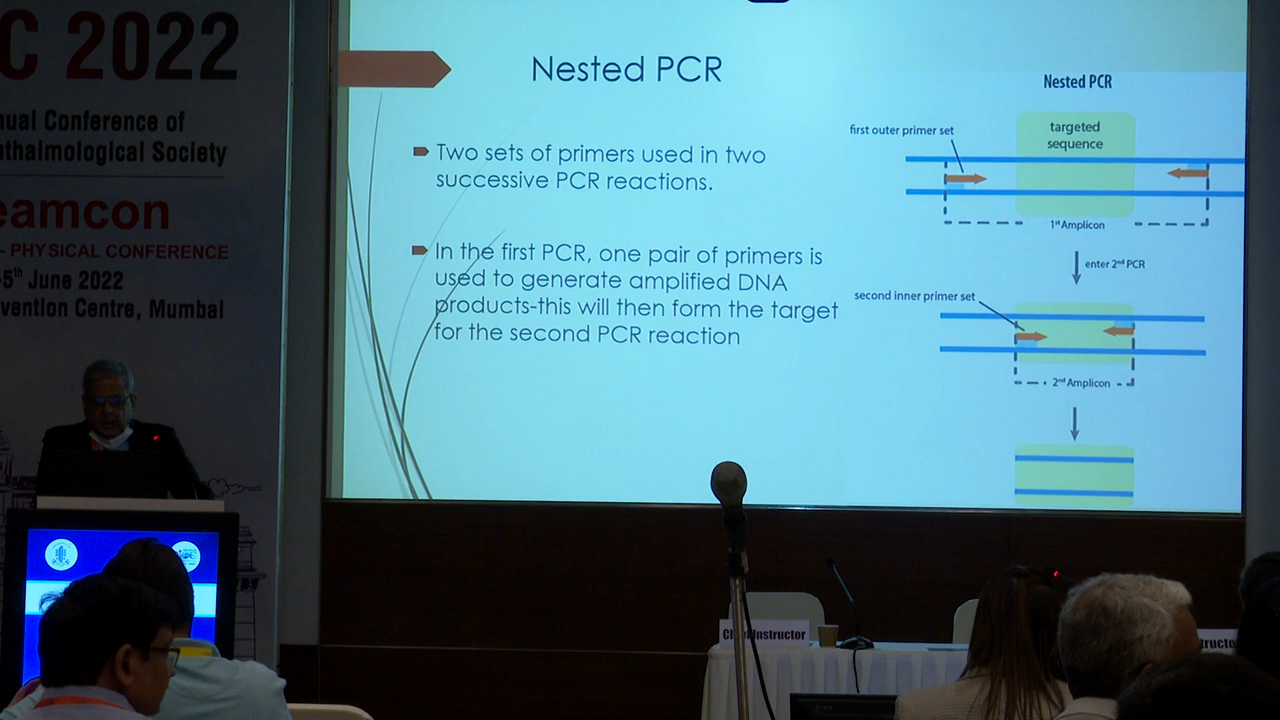 C 2022
nual Conference of
hthalmological Society
eamcon
- PHYSICAL CONFERENCE
-5th June 2022
vention Centre, Mumbai
Nested PCR
Two sets of primers used in two
successive PCR reactions.
In the first PCR, one pair of primers is
used to generate amplified DNA
products-this will then form the target
for the second PCR reaction
Nested PCR
first outer primer set
targeted
sequence
1st Amplicon
enter 2nd PCR
second inner primer set
2nd Amplicon
Instructor